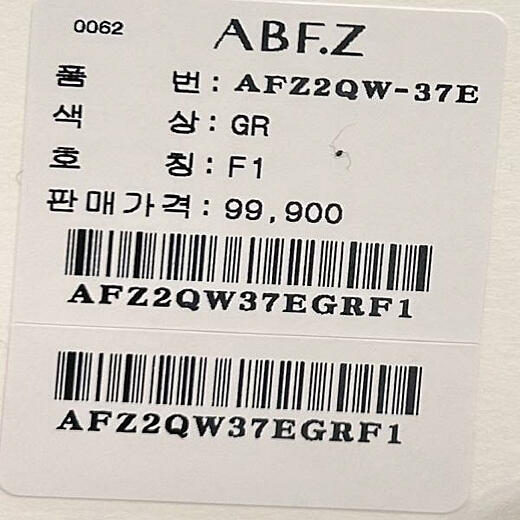 0062
ABF.Z
품 번 : AFZ2QW-37E
색 상 : GR
호 칭 : F1
판매가격 : 99,900
AFZ2QW37EGRF1
AFZ2QW37EGRF1